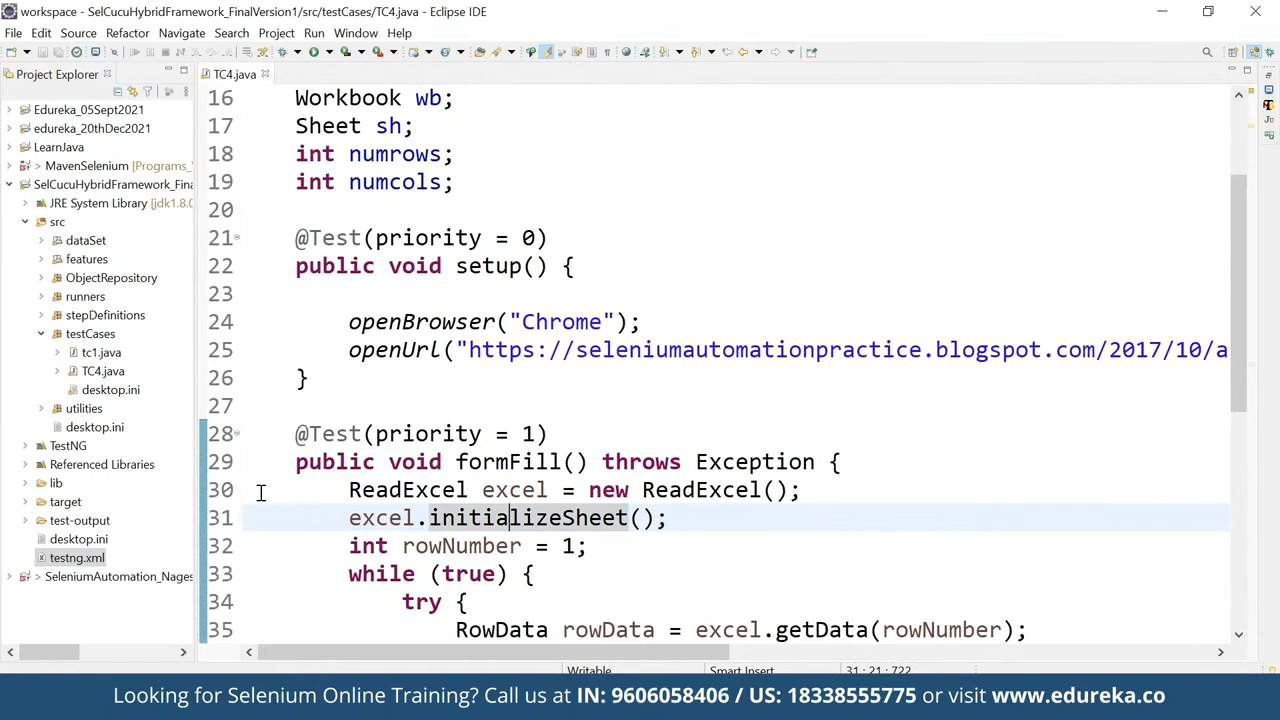 workspace - SelCucuHybridFramework_FinalVersion1/src/testCases/TC4.java - Eclipse IDE
File Edit Source Refactor Navigate Search Project Run Window Help
Project Explorer
TC4.java
Edureka_05Sept2021
edureka_20thDec2021
LearnJava
> MavenSelenium [Programs_
SelCucuHybridFramework_Fina
JRE System Library [jdk1.8.0
src
dataSet
features
ObjectRepository
runners
stepDefinitions
testCases
tc1.java
TC4.java
desktop.ini
utilities
desktop.ini
TestNG
Referenced Libraries
lib
target
test-output
desktop.ini
testng.xml
> SeleniumAutomation_Nages
16 Workbook wb;
17 Sheet sh;
18 int numrows;
19 int numcols;
20
21 @Test(priority = 0)
22 public void setup() {
23
24 openBrowser("Chrome");
25 openUrl("https://seleniumautomationpractice.blogspot.com/2017/10/a
26 }
27
28 @Test(priority = 1)
29 public void formFill() throws Exception {
30 ReadExcel excel = new ReadExcel();
31 excel.initializeSheet();
32 int rowNumber = 1;
33 while (true) {
34 try {
35 RowData rowData = excel.getData(rowNumber);
Writable Smart Insert 31 : 21 : 722
Looking for Selenium Online Training? Call us at IN: 9606058406 / US: 18338555775 or visit www.edureka.co